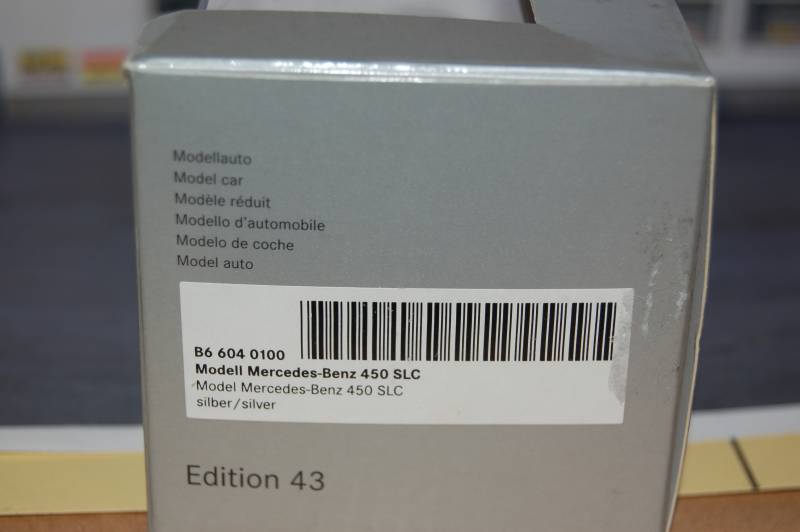 Modellauto
Model car
Modèle réduit
Modello d'automobile
Modelo de coche
Model auto
B6 604 0100
Modell Mercedes-Benz 450 SLC
Model Mercedes-Benz 450 SLC
silber/silver
Edition 43